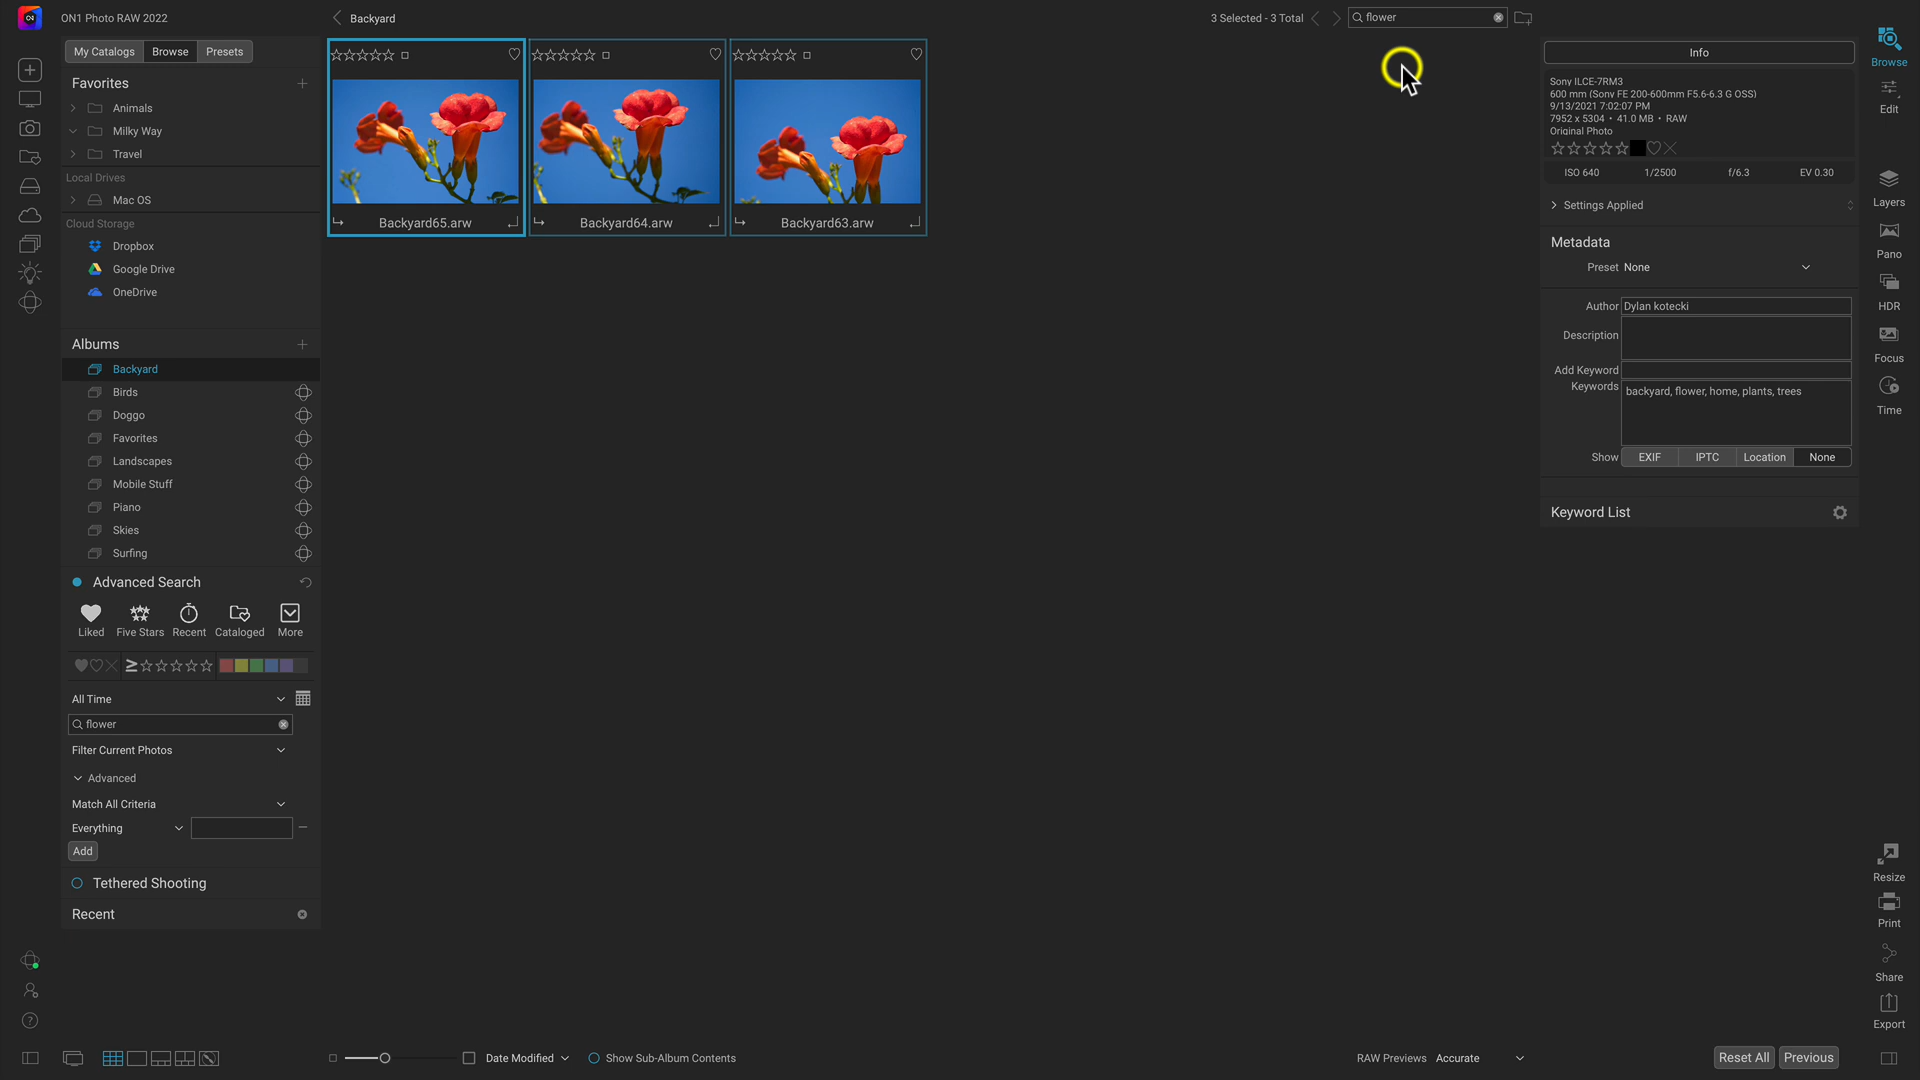 ON1 Photo RAW 2022
Backyard
3 Selected - 3 Total
flower
My Catalogs
Browse
Presets
Favorites
Animals
Milky Way
Travel
Local Drives
Mac OS
Cloud Storage
Dropbox
Google Drive
OneDrive
Albums
Backyard
Birds
Doggo
Favorites
Landscapes
Mobile Stuff
Piano
Skies
Surfing
Advanced Search
Liked
Five Stars
Recent
Cataloged
More
All Time
flower
Filter Current Photos
Advanced
Match All Criteria
Everything
Add
Tethered Shooting
Recent
Backyard65.arw
Backyard64.arw
Backyard63.arw
Date Modified
Show Sub-Album Contents
RAW Previews Accurate
Reset All
Previous
Info
Sony ILCE-7RM3
600 mm (Sony FE 200-600mm F5.6-6.3 G OSS)
9/13/2021 7:02:07 PM
7952 x 5304 • 41.0 MB • RAW
Original Photo
ISO 640
1/2500
f/6.3
EV 0.30
Settings Applied
Metadata
Preset None
Author Dylan kotecki
Description
Add Keyword
Keywords backyard, flower, home, plants, trees
Show EXIF IPTC Location None
Keyword List
Browse
Edit
Layers
Pano
HDR
Focus
Time
Resize
Print
Share
Export